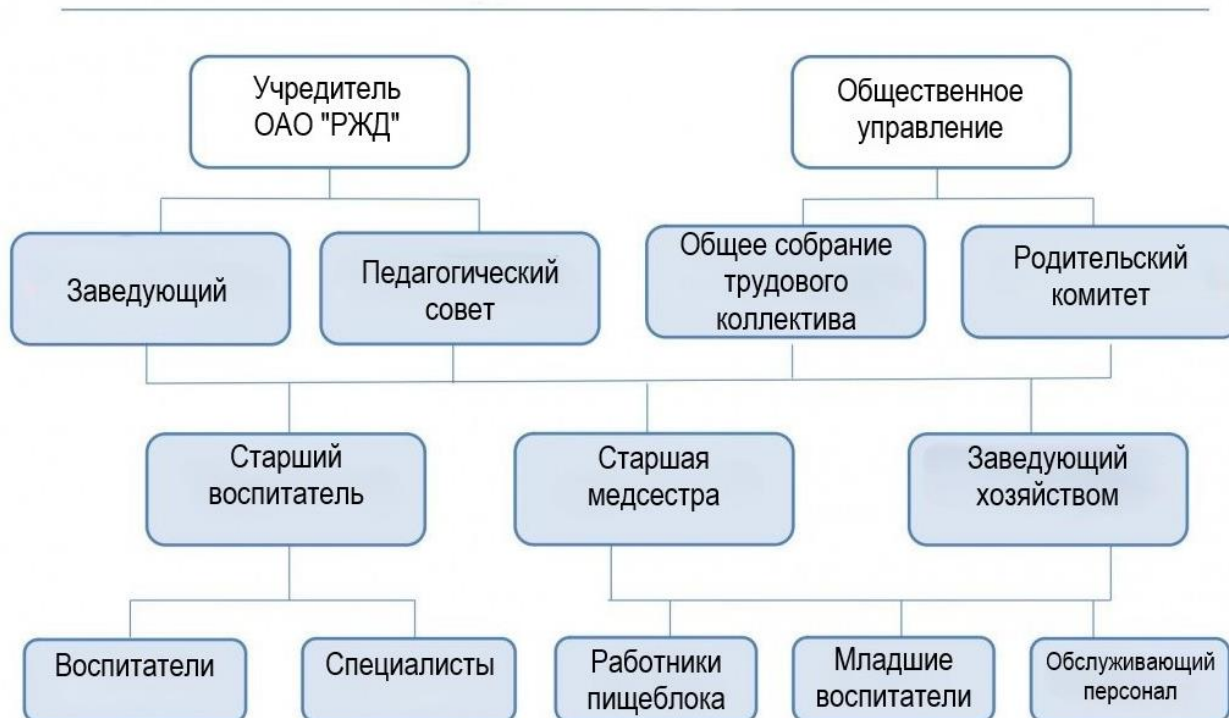 Учредитель
ОАО "РЖД"
Общественное
управление
Заведующий
Педагогический
совет
Общее собрание
трудового
коллектива
Родительский
комитет
Старший
воспитатель
Старшая
медсестра
Заведующий
хозяйством
Воспитатели
Специалисты
Работники
пищеблока
Младшие
воспитатели
Обслуживающий
персонал